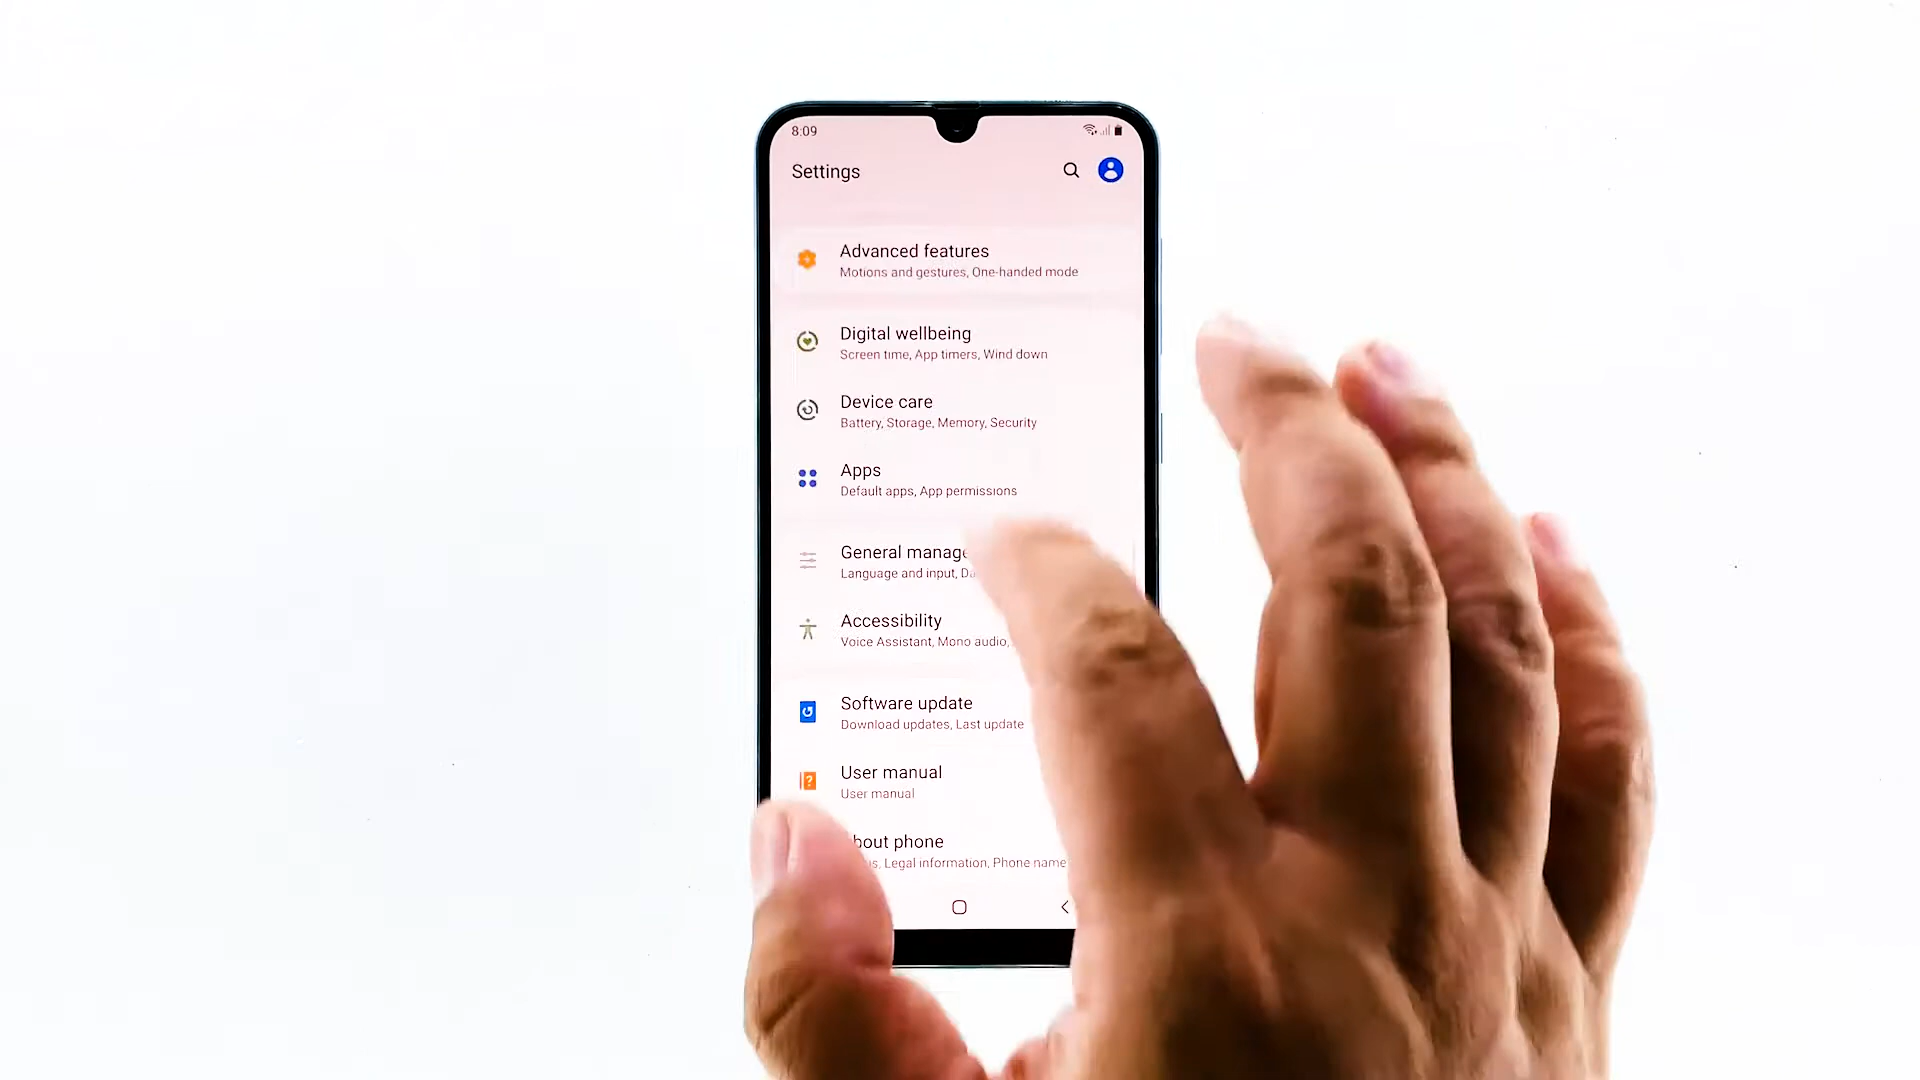 8:09
Settings
Advanced features
Motions and gestures, One-handed mode
Digital wellbeing
Screen time, App timers, Wind down
Device care
Battery, Storage, Memory, Security
Apps
Default apps, App permissions
General manage
Language and input, D
Accessibility
Voice Assistant, Mono audio,
Software update
Download updates, Last update
User manual
User manual
bout phone
s, Legal information, Phone name